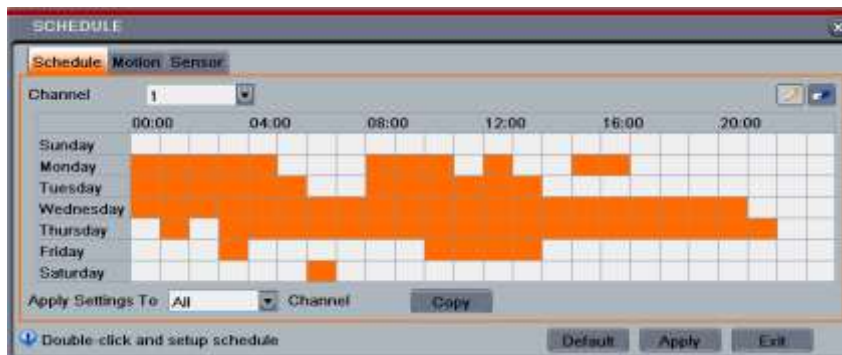 SCHEDULE
Schedule Motion Sensor
Channel 1
00:00 04:00 08:00 12:00 16:00 20:00
Sunday
Monday
Tuesday
Wednesday
Thursday
Friday
Saturday
Apply Settings To All Channel Copy
Double-click and setup schedule Default Apply Exit